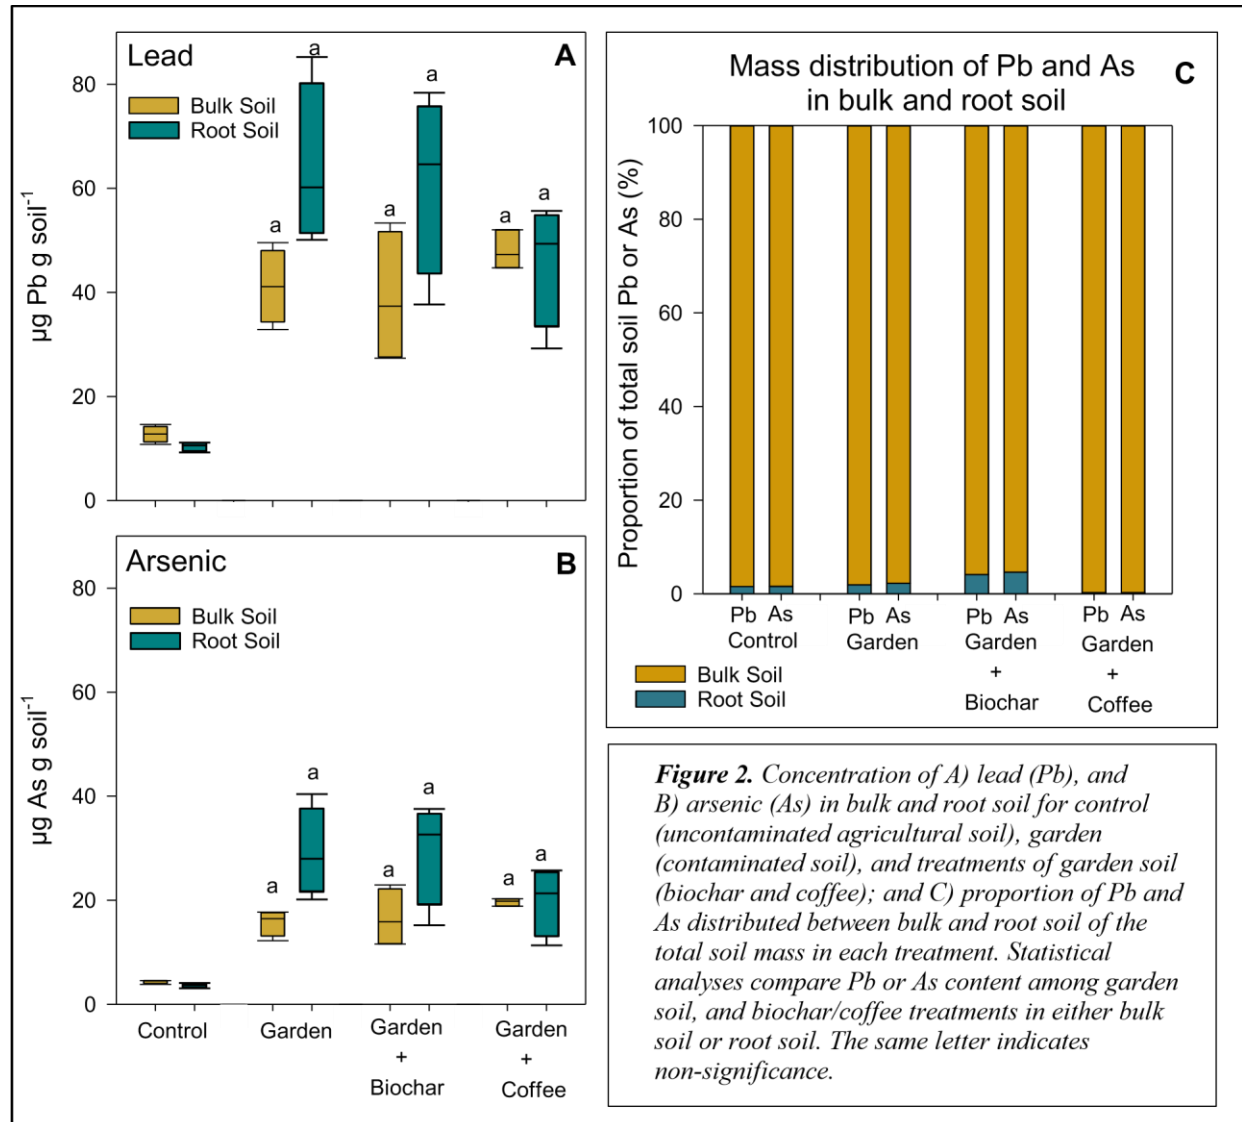 Lead
A
Bulk Soil
Root Soil
µg Pb g soil⁻¹
80
60
40
20
0
a
a
a
a
a
a
Arsenic
B
Bulk Soil
Root Soil
µg As g soil⁻¹
80
60
40
20
0
a
a
a
a
a
a
Control
Garden
Garden
+
Biochar
Garden
+
Coffee
Mass distribution of Pb and As
in bulk and root soil
C
Proportion of total soil Pb or As (%)
100
80
60
40
20
0
Pb As
Control
Pb As
Garden
Pb As
Garden
+
Biochar
Pb As
Garden
+
Coffee
Bulk Soil
Root Soil
Figure 2. Concentration of A) lead (Pb), and
B) arsenic (As) in bulk and root soil for control
(uncontaminated agricultural soil), garden
(contaminated soil), and treatments of garden soil
(biochar and coffee); and C) proportion of Pb and
As distributed between bulk and root soil of the
total soil mass in each treatment. Statistical
analyses compare Pb or As content among garden
soil, and biochar/coffee treatments in either bulk
soil or root soil. The same letter indicates
non-significance.